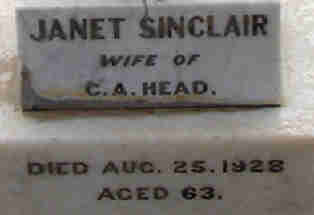 JANET SINCLAIR
WIFE OF
C.A. HEAD.
DIED AUG. 25.1928
AGED 63.